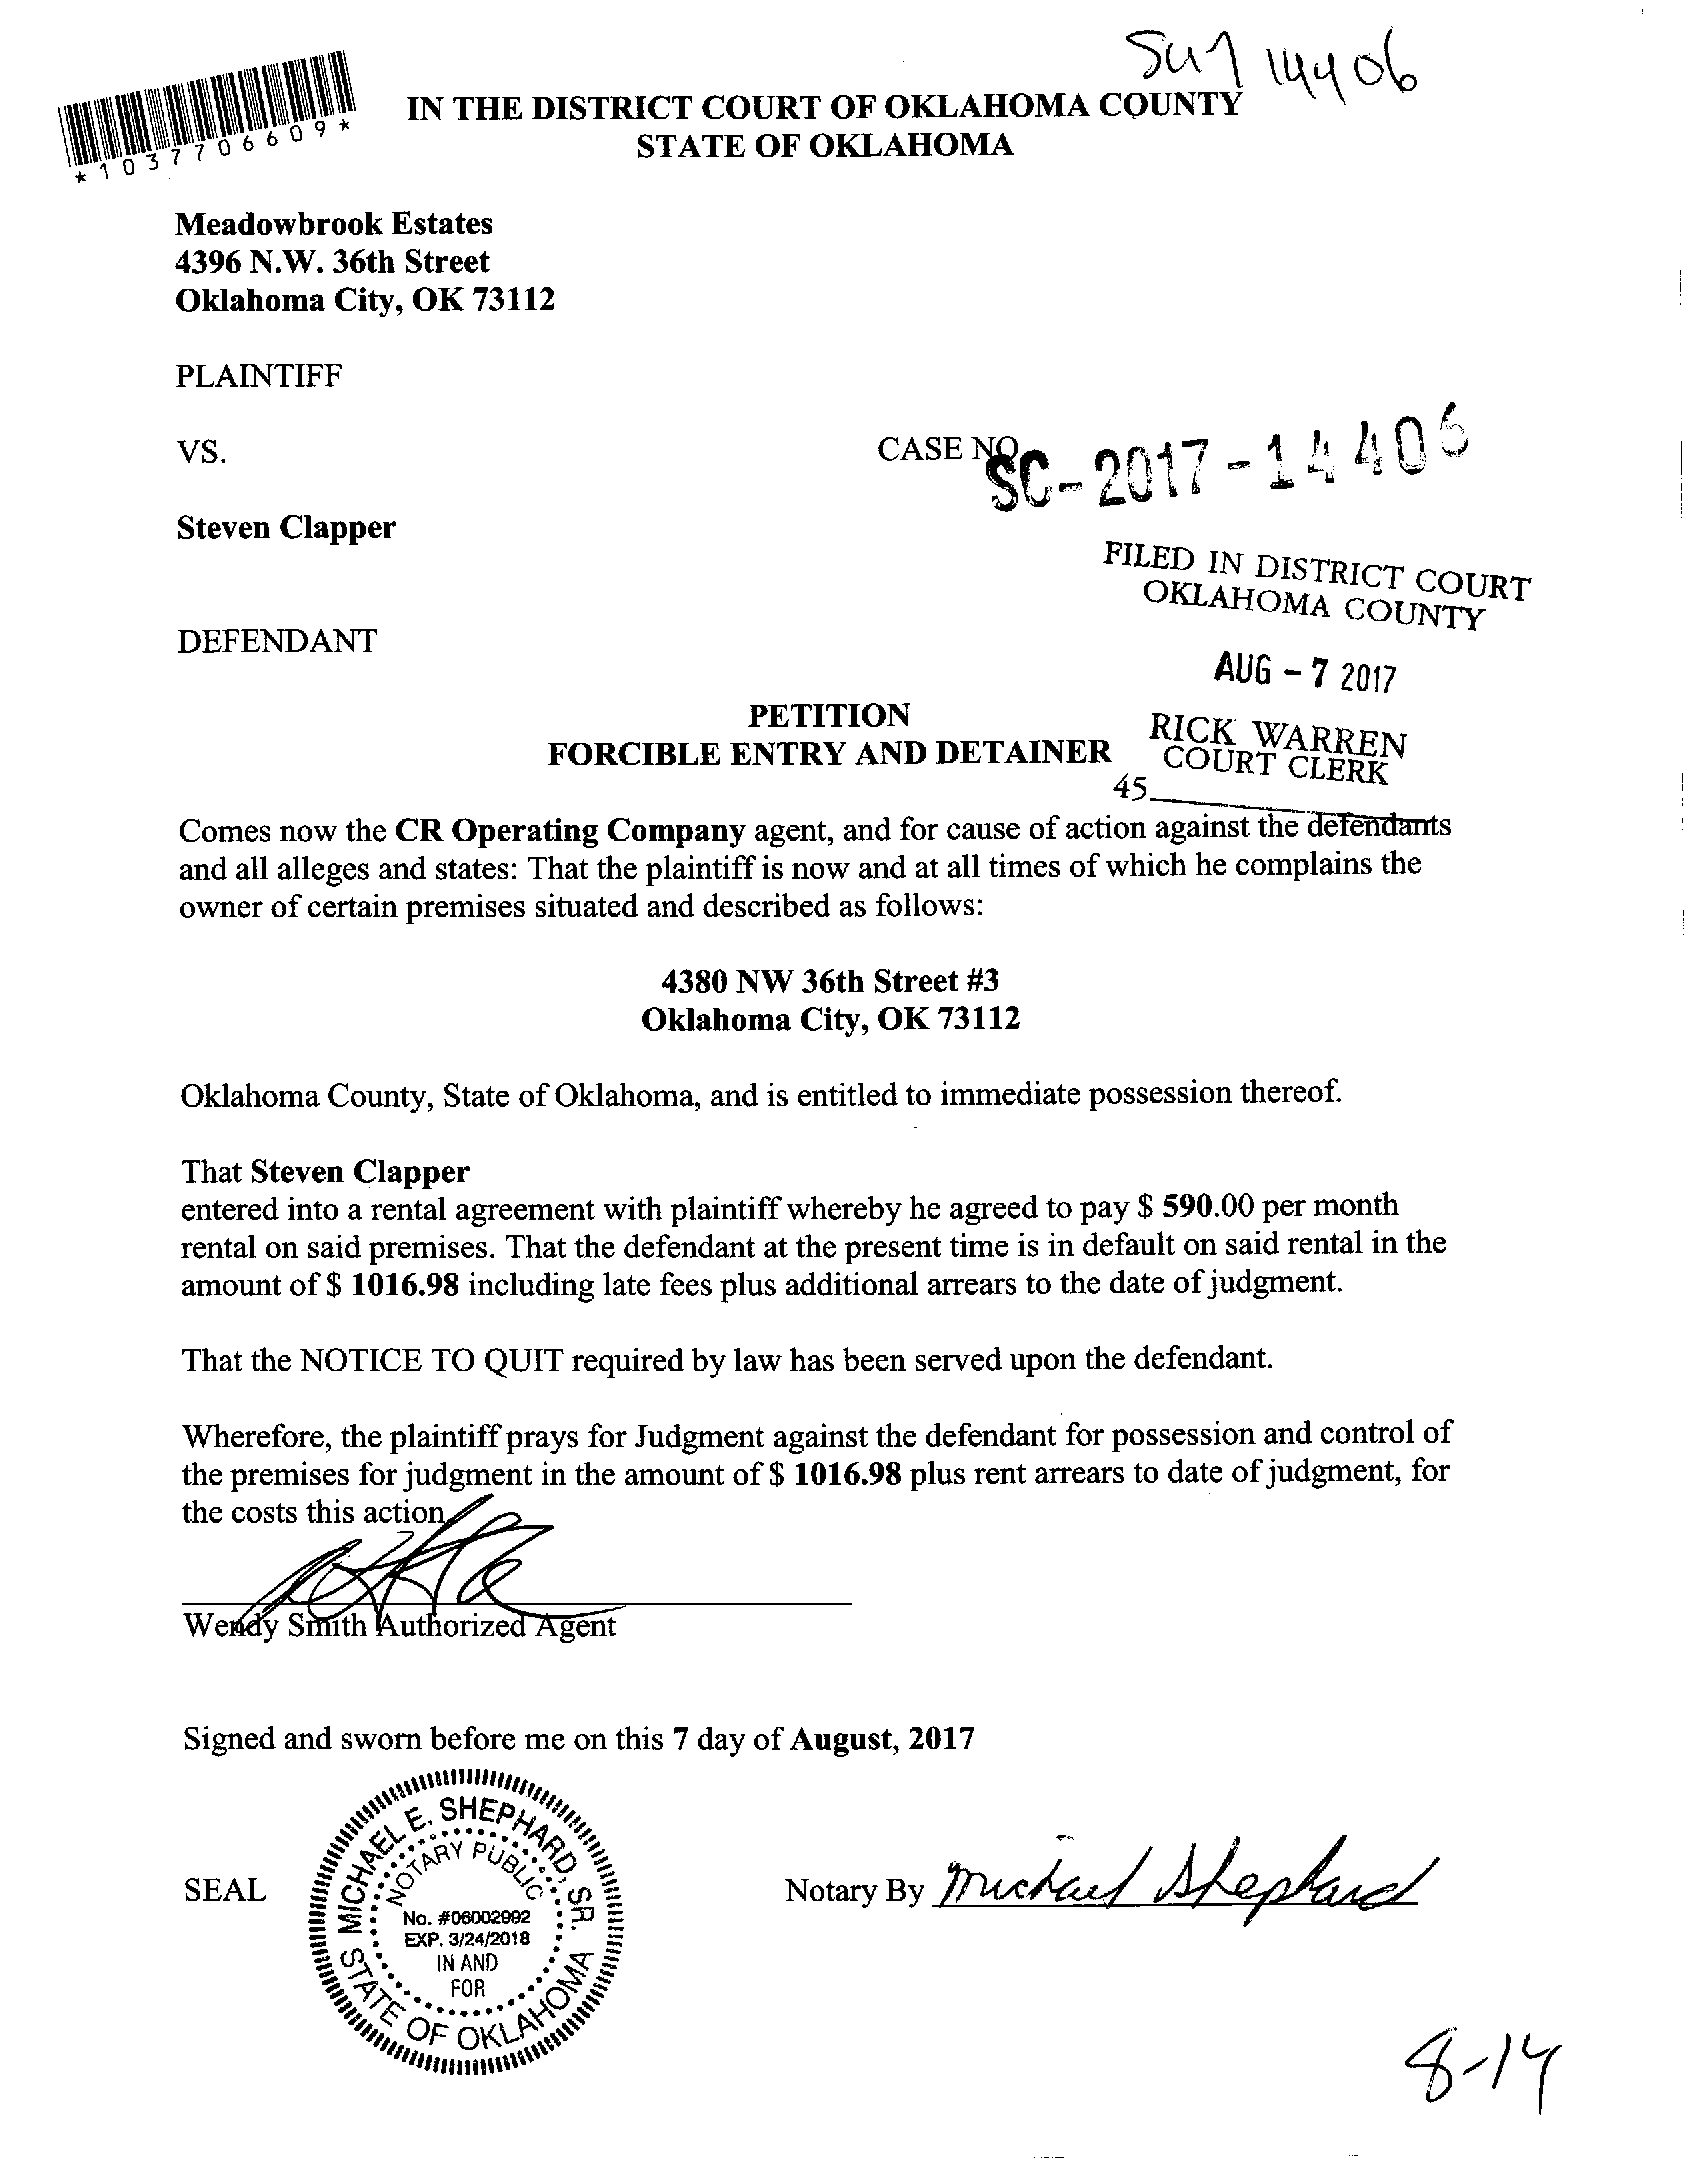 SC17 14406
*1037706609*
IN THE DISTRICT COURT OF OKLAHOMA COUNTY
STATE OF OKLAHOMA
Meadowbrook Estates
4396 N.W. 36th Street
Oklahoma City, OK 73112
PLAINTIFF
VS.
CASE NO. SC-2017-14406
Steven Clapper
FILED IN DISTRICT COURT
OKLAHOMA COUNTY
DEFENDANT
AUG - 7 2017
PETITION
FORCIBLE ENTRY AND DETAINER
RICK WARREN
COURT CLERK
45
Comes now the CR Operating Company agent, and for cause of action against the defendants
and all alleges and states: That the plaintiff is now and at all times of which he complains the
owner of certain premises situated and described as follows:
4380 NW 36th Street #3
Oklahoma City, OK 73112
Oklahoma County, State of Oklahoma, and is entitled to immediate possession thereof.
That Steven Clapper
entered into a rental agreement with plaintiff whereby he agreed to pay $ 590.00 per month
rental on said premises. That the defendant at the present time is in default on said rental in the
amount of $ 1016.98 including late fees plus additional arrears to the date of judgment.
That the NOTICE TO QUIT required by law has been served upon the defendant.
Wherefore, the plaintiff prays for Judgment against the defendant for possession and control of
the premises for judgment in the amount of $ 1016.98 plus rent arrears to date of judgment, for
the costs this action.
Wendy Smith Authorized Agent
Signed and sworn before me on this 7 day of August, 2017
SEAL
MICHAEL E. SHEPHARD, SR.
NOTARY PUBLIC
No. #06002992
EXP. 3/24/2018
IN AND
FOR
STATE OF OKLAHOMA
Notary By Michael Shephard
8-14